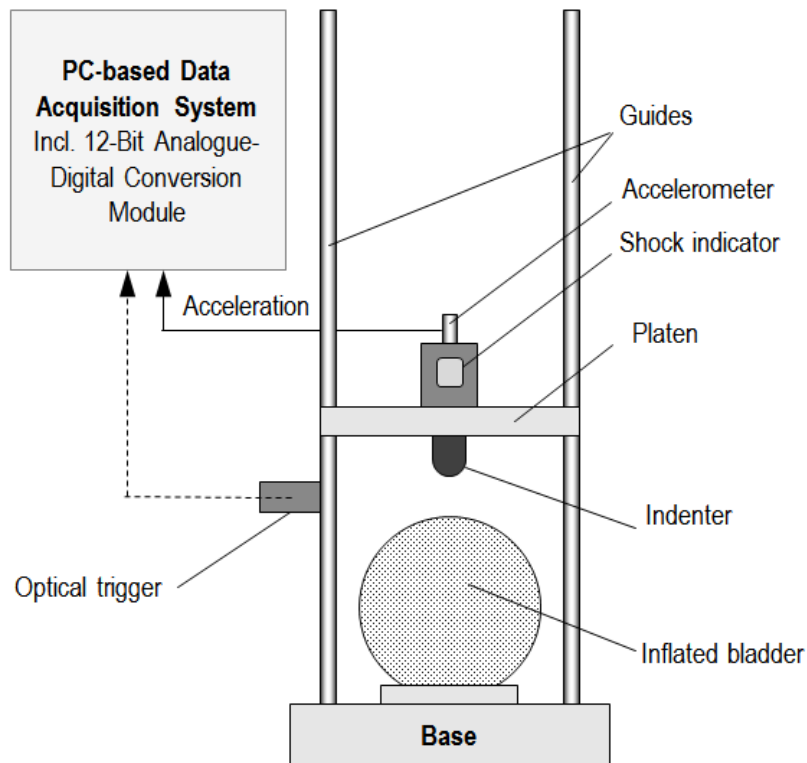 PC-based Data
Acquisition System
Incl. 12-Bit Analogue-
Digital Conversion
Module
Guides
Accelerometer
Shock indicator
Acceleration
Platen
Indenter
Optical trigger
Inflated bladder
Base